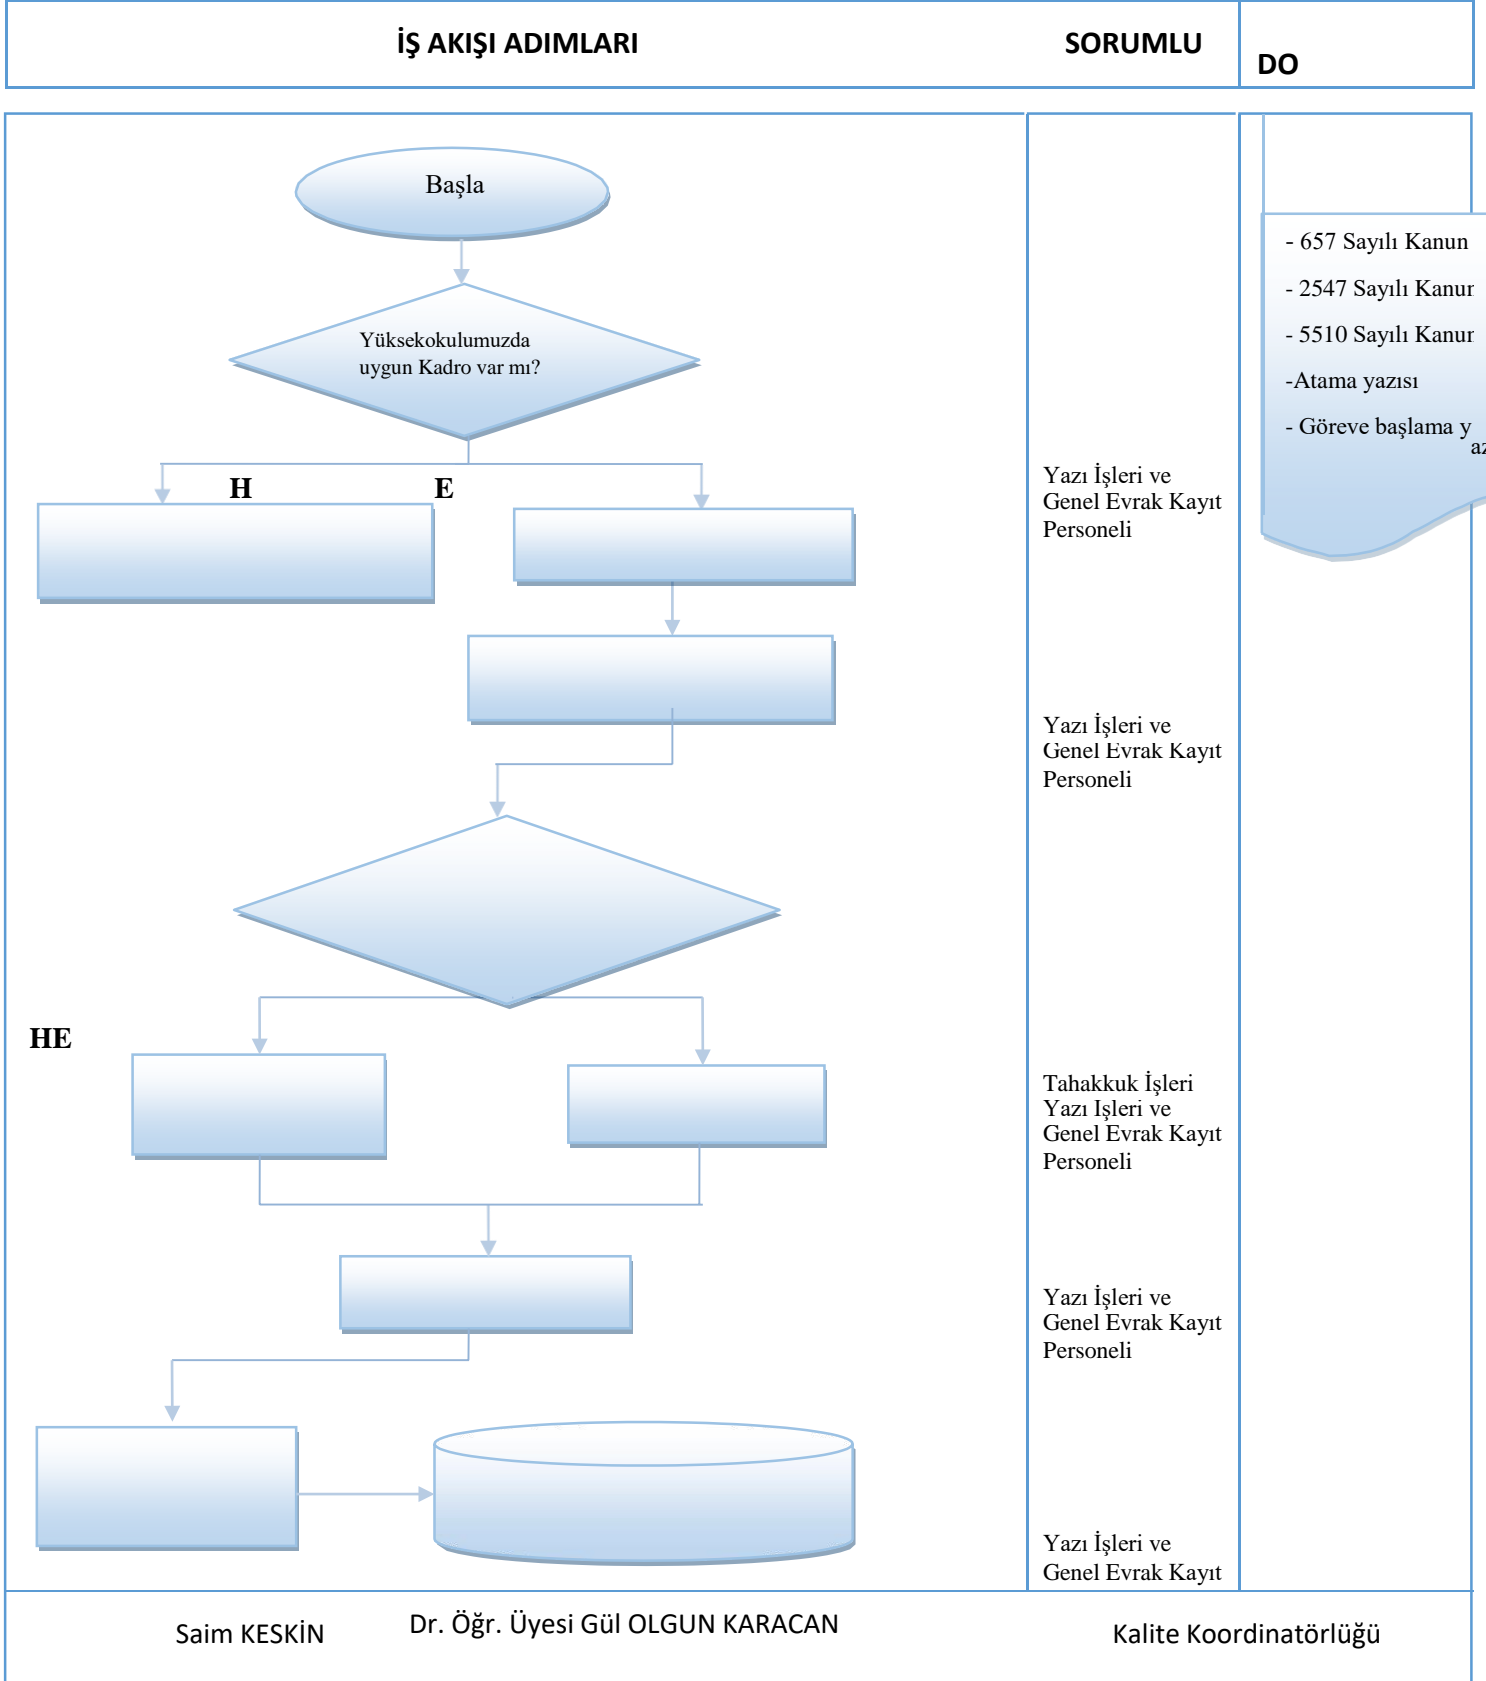 İŞ AKIŞI ADIMLARI
SORUMLU
DO
Başla
Yüksekokulumuzda
uygun Kadro var mı?
H
E
HE
Yazı İşleri ve
Genel Evrak Kayıt
Personeli
Yazı İşleri ve
Genel Evrak Kayıt
Personeli
Tahakkuk İşleri
Yazı İşleri ve
Genel Evrak Kayıt
Personeli
Yazı İşleri ve
Genel Evrak Kayıt
Personeli
Yazı İşleri ve
Genel Evrak Kayıt
- 657 Sayılı Kanun
- 2547 Sayılı Kanun
- 5510 Sayılı Kanun
-Atama yazısı
- Göreve başlama y
az
Saim KESKİN
Dr. Öğr. Üyesi Gül OLGUN KARACAN
Kalite Koordinatörlüğü